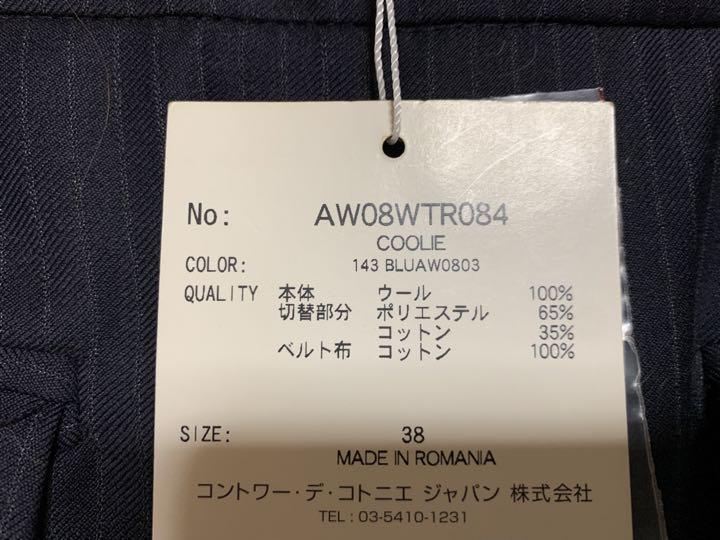 No: AW08WTR084
COOLIE
COLOR: 143 BLUAW0803
QUALITY 本体 ウール 100%
切替部分 ポリエステル 65%
コットン 35%
ベルト布 コットン 100%
SIZE: 38
MADE IN ROMANIA
コントワー・デ・コトニエ ジャパン 株式会社
TEL : 03-5410-1231